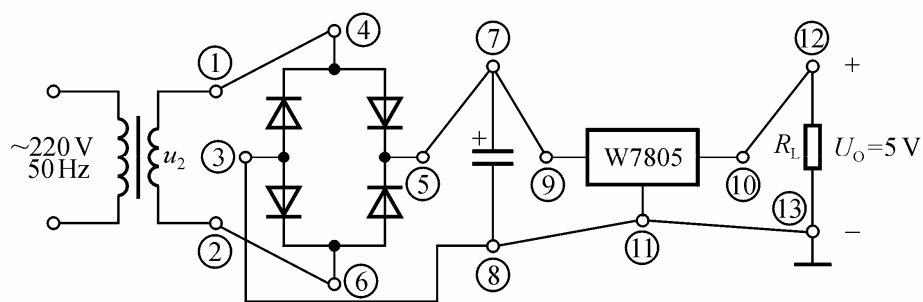 ④
⑦
⑫
①
+
+
~220 V
50 Hz
u₂
③
⑤
⑨
W7805
⑩
R_L
U_O=5 V
⑬
②
⑥
⑧
⑪
−